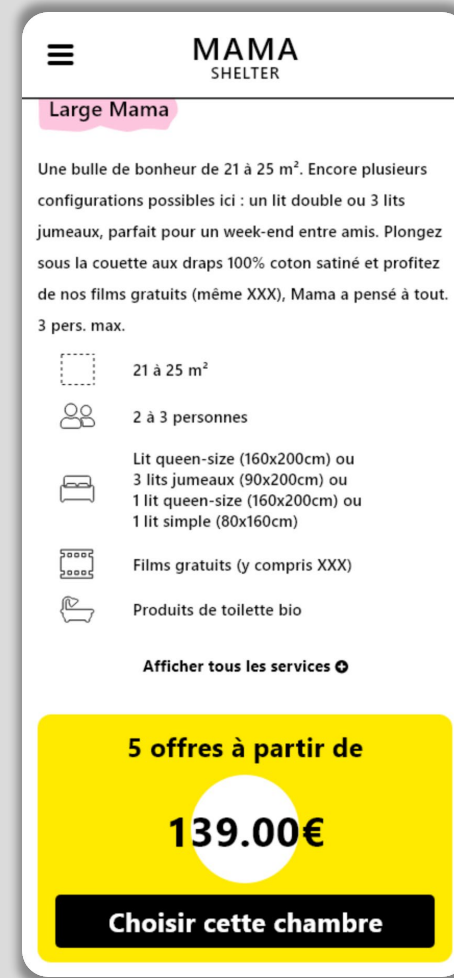 MAMA
SHELTER
Large Mama
Une bulle de bonheur de 21 à 25 m². Encore plusieurs
configurations possibles ici : un lit double ou 3 lits
jumeaux, parfait pour un week-end entre amis. Plongez
sous la couette aux draps 100% coton satiné et profitez
de nos films gratuits (même XXX), Mama a pensé à tout.
3 pers. max.
21 à 25 m²
2 à 3 personnes
Lit queen-size (160x200cm) ou
3 lits jumeaux (90x200cm) ou
1 lit queen-size (160x200cm) ou
1 lit simple (80x160cm)
Films gratuits (y compris XXX)
Produits de toilette bio
Afficher tous les services
5 offres à partir de
139.00€
Choisir cette chambre